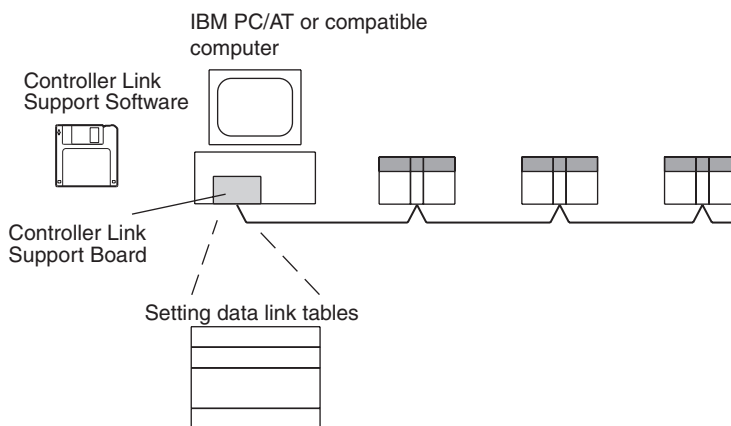 IBM PC/AT or compatible
computer
Controller Link
Support Software
Controller Link
Support Board
Setting data link tables